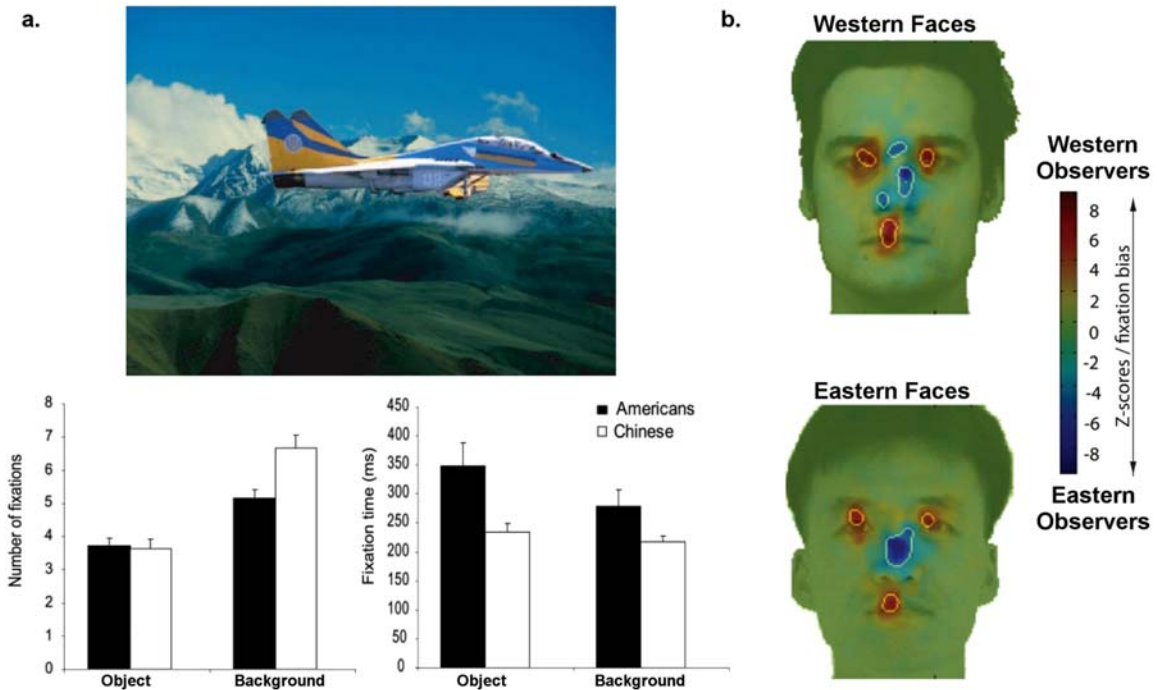 a.
8
7
6
5
4
3
2
1
0
Number of fixations
Object
Background
450
400
350
300
250
200
150
100
50
0
Fixation time (ms)
Americans
Chinese
Object
Background
b.
Western Faces
Eastern Faces
Western
Observers
8
6
4
2
0
-2
-4
-6
-8
Z-scores / fixation bias
Eastern
Observers